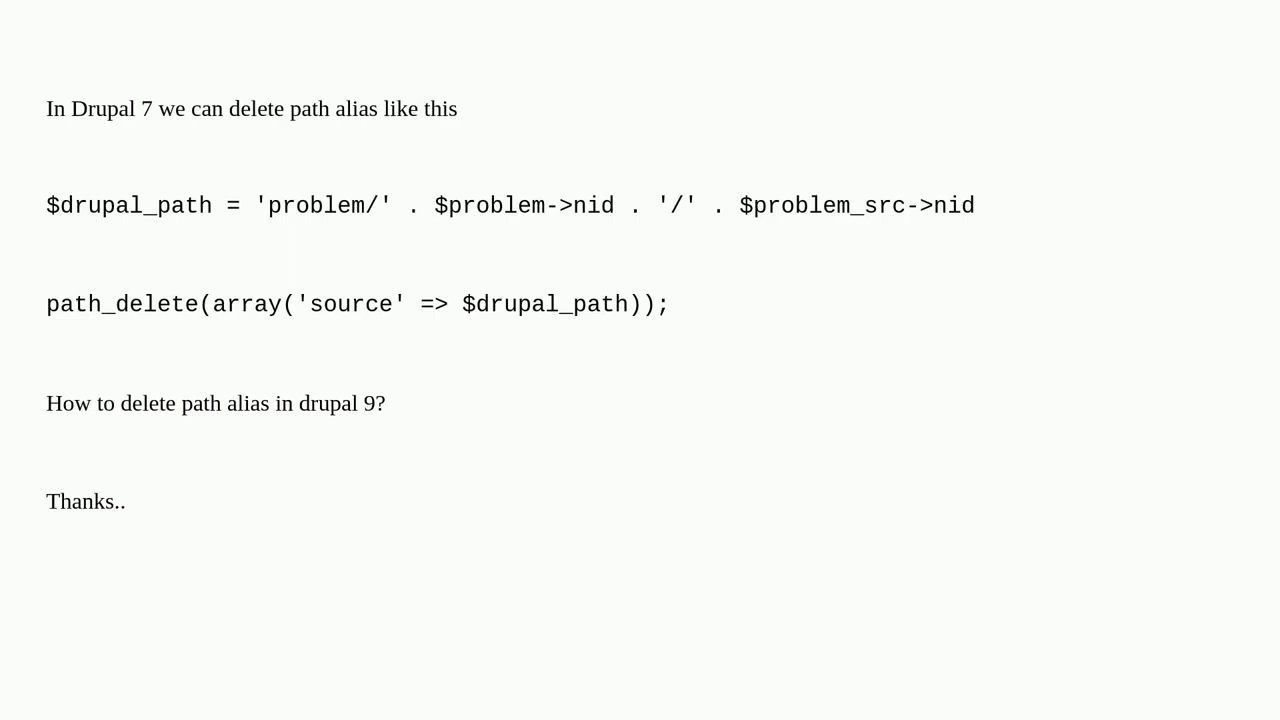 In Drupal 7 we can delete path alias like this
$drupal_path = 'problem/' . $problem->nid . '/' . $problem_src->nid
path_delete(array('source' => $drupal_path));
How to delete path alias in drupal 9?
Thanks..